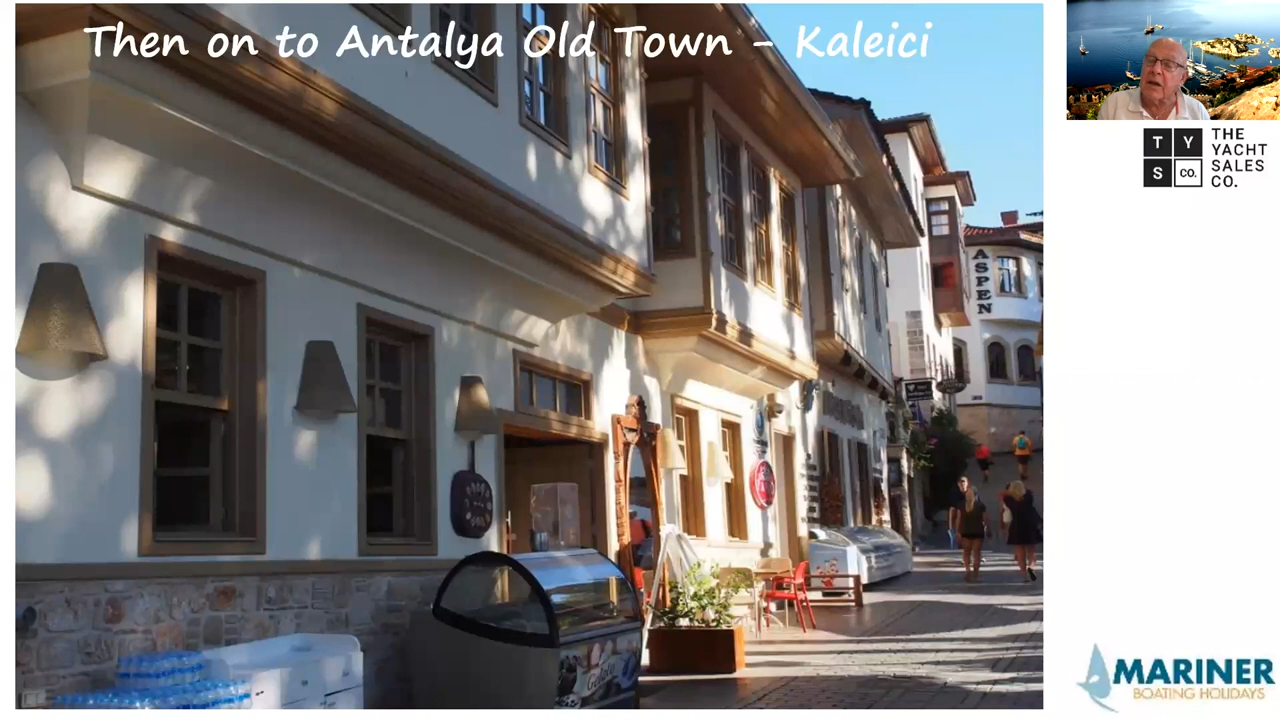 Then on to Antalya Old Town - Kaleici
THE
YACHT
SALES
CO.
T Y
S CO.
ASPEN
Gelato
MARINER
BOATING HOLIDAYS